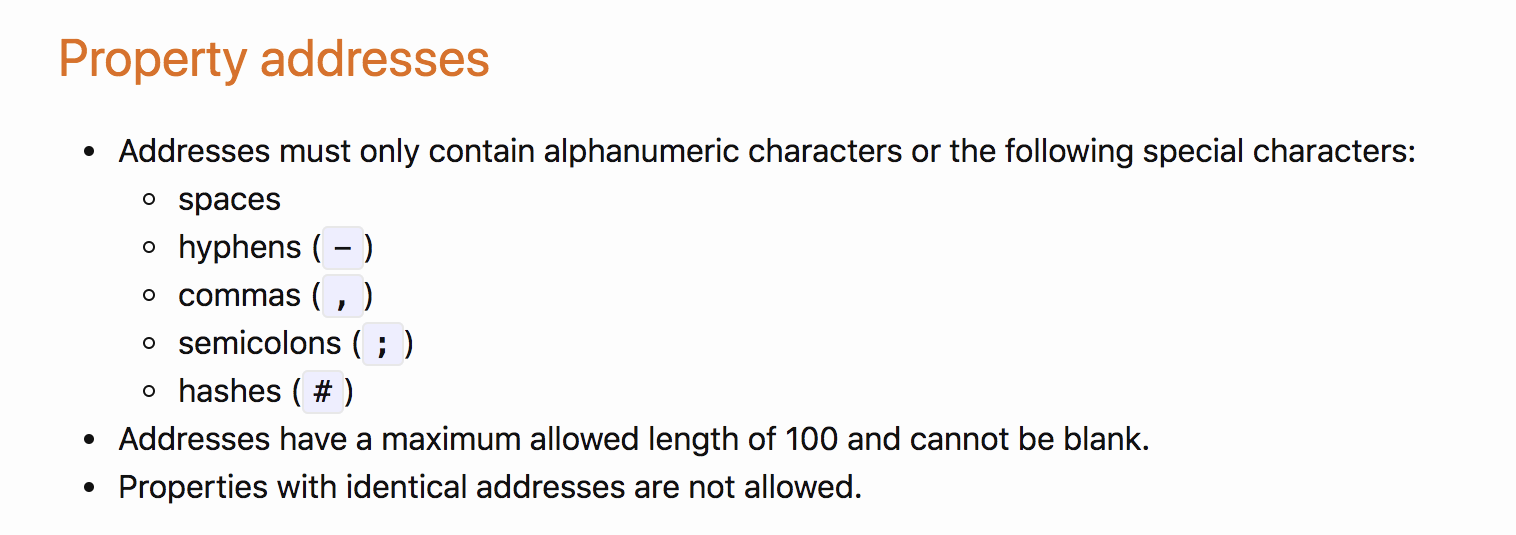 Property addresses
• Addresses must only contain alphanumeric characters or the following special characters:
◦ spaces
◦ hyphens (-)
◦ commas (,)
◦ semicolons (;)
◦ hashes (#)
• Addresses have a maximum allowed length of 100 and cannot be blank.
• Properties with identical addresses are not allowed.